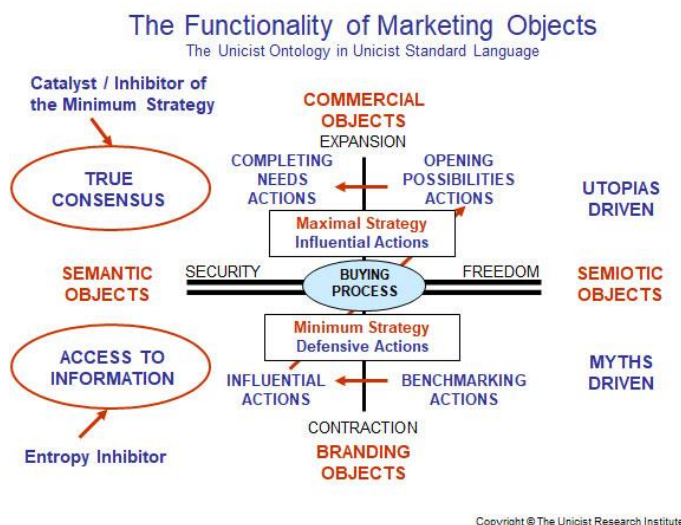 The Functionality of Marketing Objects
The Unicist Ontology in Unicist Standard Language
Catalyst / Inhibitor of
the Minimum Strategy
COMMERCIAL
OBJECTS
EXPANSION
TRUE
CONSENSUS
COMPLETING
NEEDS
ACTIONS
OPENING
POSSIBILITIES
ACTIONS
UTOPIAS
DRIVEN
Maximal Strategy
Influential Actions
SEMANTIC
OBJECTS
SECURITY
BUYING
PROCESS
FREEDOM
SEMIOTIC
OBJECTS
Minimum Strategy
Defensive Actions
ACCESS TO
INFORMATION
INFLUENTIAL
ACTIONS
BENCHMARKING
ACTIONS
MYTHS
DRIVEN
CONTRACTION
BRANDING
OBJECTS
Entropy Inhibitor
Copyright © The Unicist Research Institute